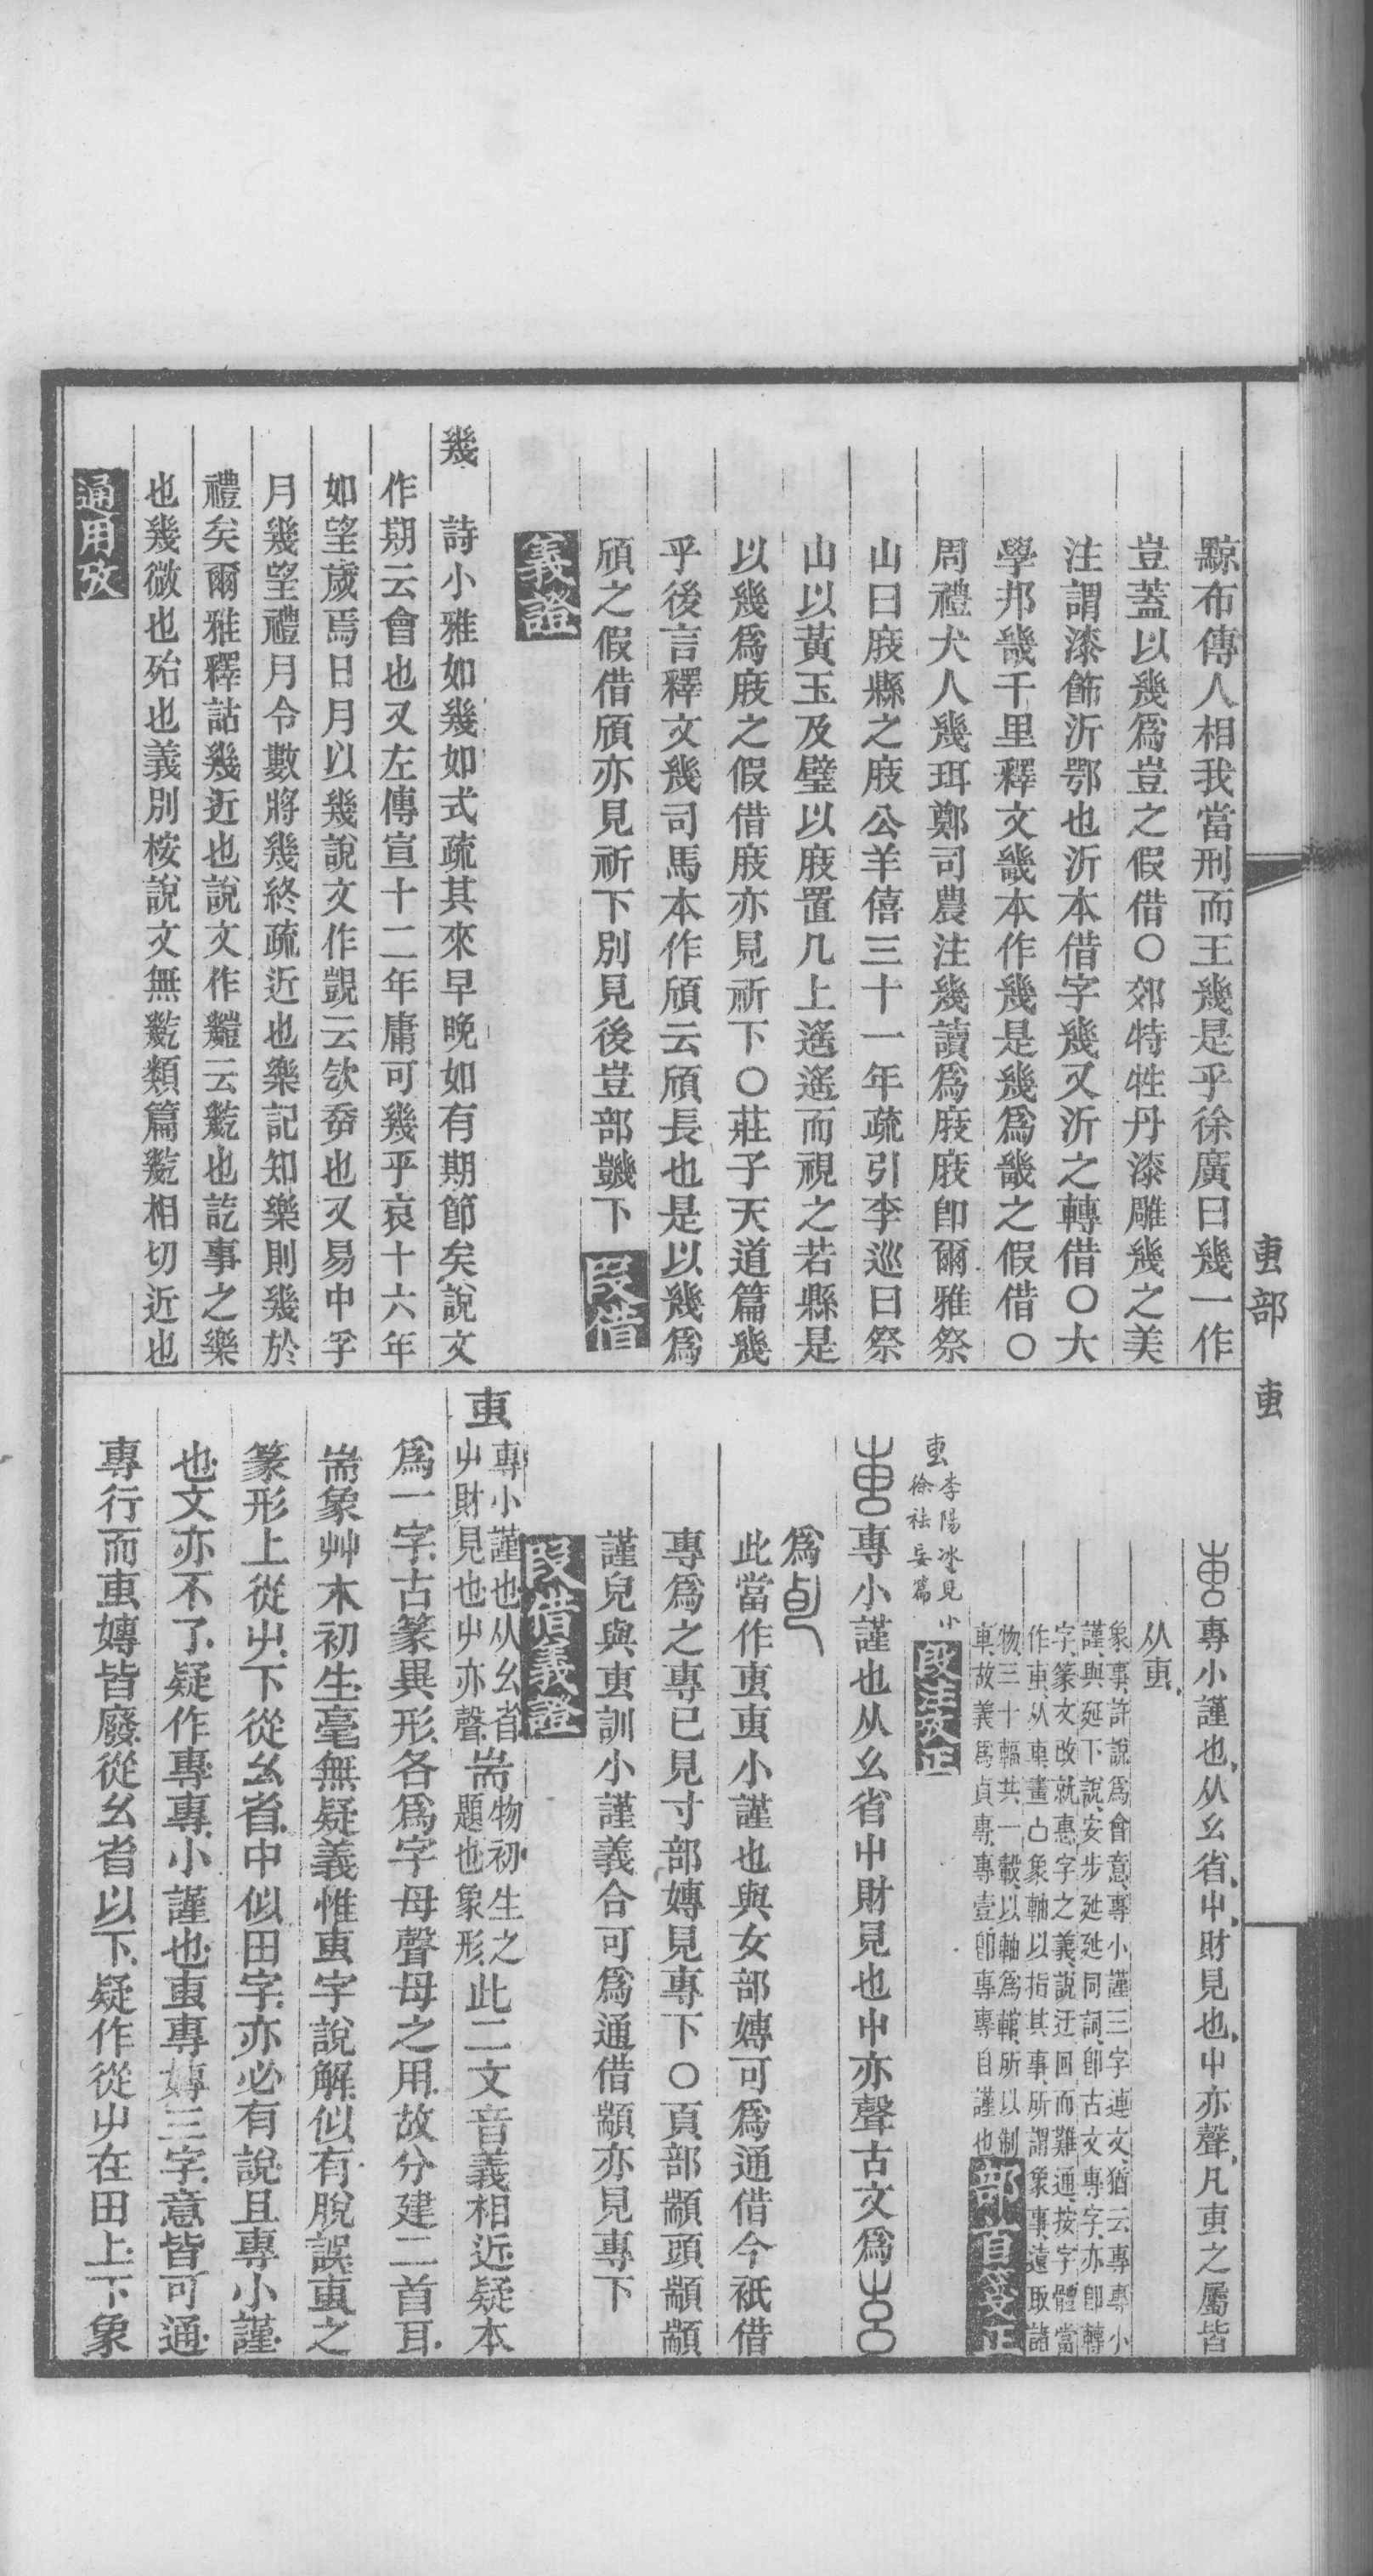 黥布傳人相我當刑而王幾是乎徐廣曰幾一作
豈蓋以幾爲豈之假借〇郊特牲丹漆雕幾之美
注謂漆飾沂鄂也沂本借字幾又沂之轉借〇大
學邦畿千里釋文畿本作幾是幾爲畿之假借〇
周禮犬人幾珥鄭司農注幾讀爲庪庪卽爾雅祭
山曰庪縣之庪公羊僖三十一年疏引李巡曰祭
山以黃玉及璧以庪置几上遙遙而視之若縣是
以幾爲庪之假借庪亦見祈下〇莊子天道篇幾
乎後言釋文幾司馬本作頎云頎長也是以幾爲
頎之假借頎亦見祈下別見後豈部䡾下 叚借
義證
幾 詩小雅如幾如式疏其來早晚如有期節矣說文
作期云會也又左傳宣十二年庸可幾乎哀十六年
如望歲焉日月以幾說文作覬云㰟㚔也又易中孚
月幾望禮月令數將幾終疏近也樂記知樂則幾於
禮矣爾雅釋詁幾近也說文作䡾云䡾也訖事之樂
也幾微也殆也義別桉說文無䡾類篇䡾相切近也
通用攷
叀部 叀
專小謹也从幺省屮財見也屮亦聲凡叀之屬皆
从叀
象事許說爲會意專小謹三字連文猶云專專小
謹與延下說安步延延同詞卽古文專字亦卽轉
字篆文改就惠字之義說迂回而難通按字體當
作叀从車畫凵象軸以指其事所謂象事遠取諸
物三十輻共一轂以軸爲輨所以制
車故義爲貞專專壹卽專專自謹也 部首箋正
叀 李陽冰見小
徐祛妄篇 段注攷正
專小謹也从幺省屮財見也屮亦聲古文爲
爲
此當作叀叀小謹也與女部嫥可爲通借今祇借
專爲之專已見寸部嫥見專下〇頁部顓頭顓顓
謹皃與叀訓小謹義合可爲通借顓亦見專下
叚借義證
叀 專小謹也从幺省
屮財見也屮亦聲 耑 物初生之
題也象形 此二文音義相近疑本
爲一字古篆異形各爲字母聲母之用故分建二首耳
耑象艸木初生毫無疑義惟叀字說解似有脫誤叀之
篆形上從屮下從幺省中似田字亦必有說且專小謹
也文亦不了疑作專專小謹也叀專嫥三字意皆可通
專行而叀嫥皆廢從幺省以下疑作從屮在田上下象